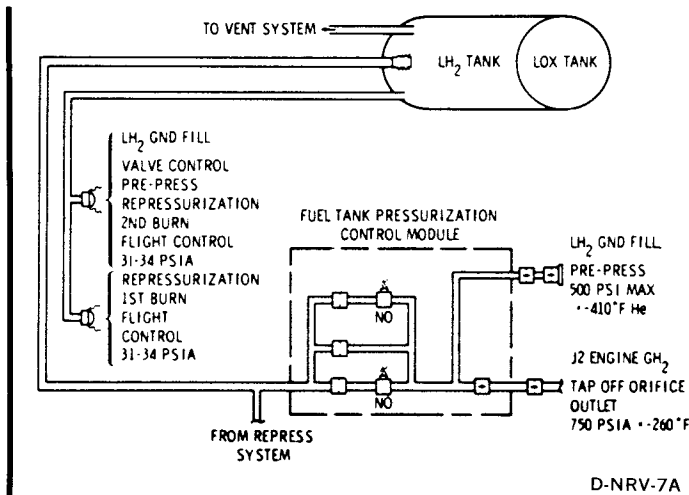 TO VENT SYSTEM
LH2 TANK
LOX TANK
LH2 GND FILL
VALVE CONTROL
PRE-PRESS
REPRESSURIZATION
2ND BURN
FLIGHT CONTROL
31-34 PSIA
REPRESSURIZATION
1ST BURN
FLIGHT
CONTROL
31-34 PSIA
FUEL TANK PRESSURIZATION
CONTROL MODULE
NO
NO
LH2 GND FILL
PRE-PRESS
500 PSI MAX
~-410°F He
J2 ENGINE GH2
TAP OFF ORIFICE
OUTLET
750 PSIA ~-260°F
FROM REPRESS
SYSTEM
D-NRV-7A